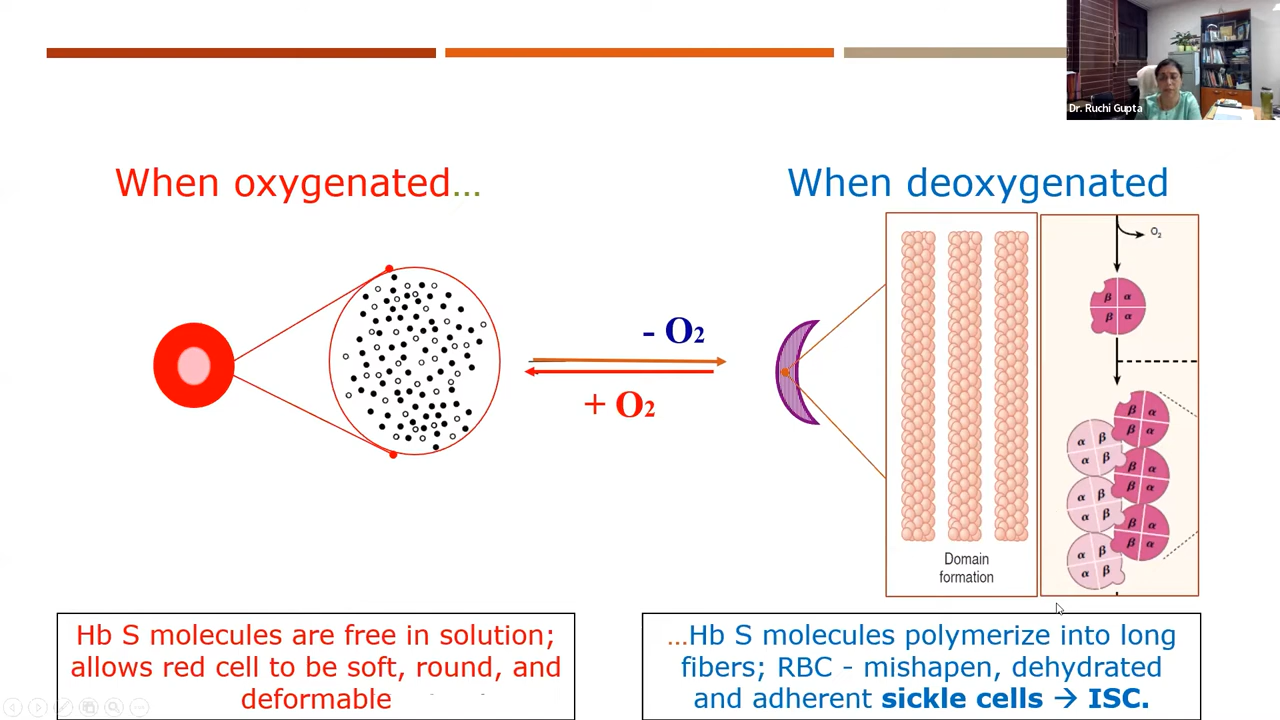 Dr. Ruchi Gupta
When oxygenated...
When deoxygenated
- O₂
+ O₂
Domain
formation
O₂
β α
β α
β α
β α
α β
α β
β α
β α
α β
α β
β α
β α
α β
α β
Hb S molecules are free in solution;
allows red cell to be soft, round, and
deformable
...Hb S molecules polymerize into long
fibers; RBC - mishapen, dehydrated
and adherent sickle cells → ISC.